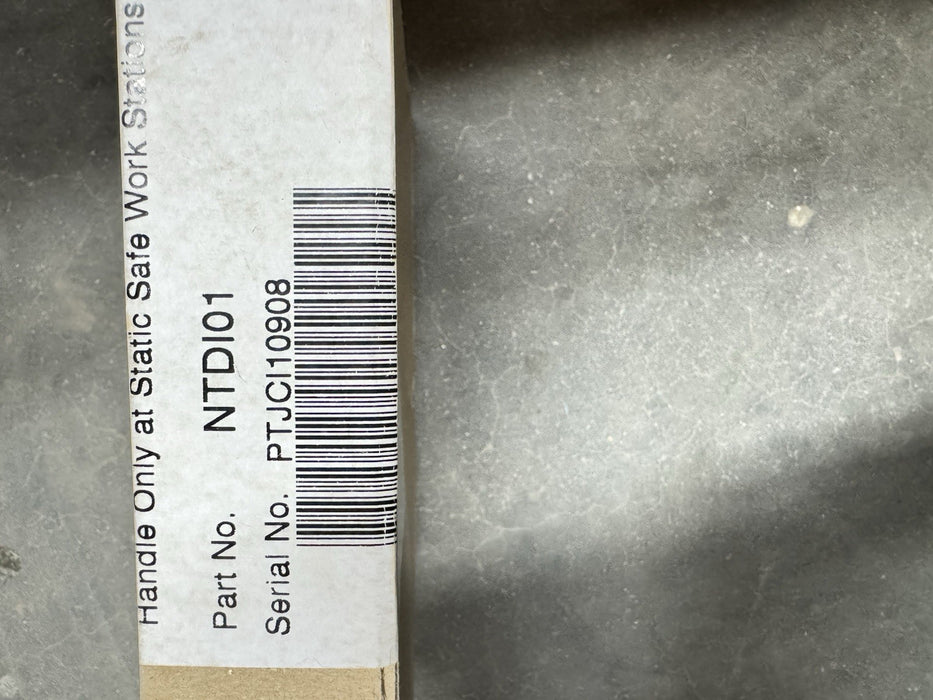 Handle Only at Static Safe Work Stations
Part No. NTDI01
Serial No. PTJCI10908